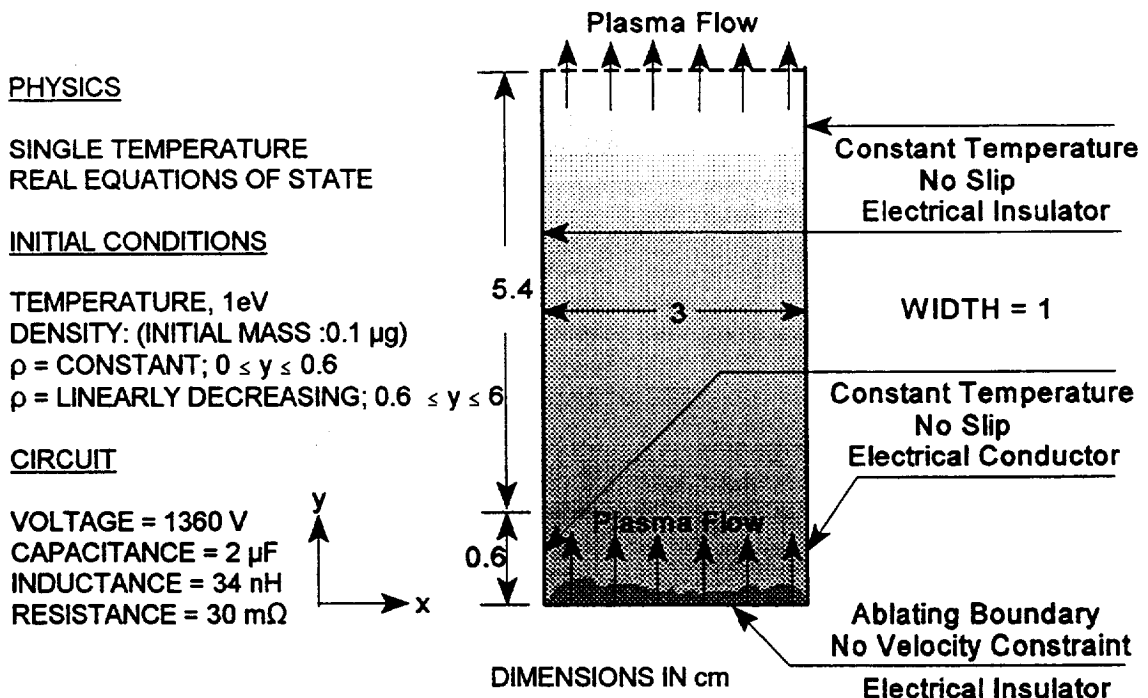 Plasma Flow
PHYSICS
SINGLE TEMPERATURE
REAL EQUATIONS OF STATE
INITIAL CONDITIONS
TEMPERATURE, 1eV
DENSITY: (INITIAL MASS :0.1 µg)
ρ = CONSTANT; 0 ≤ y ≤ 0.6
ρ = LINEARLY DECREASING; 0.6 ≤ y ≤ 6
CIRCUIT
VOLTAGE = 1360 V
CAPACITANCE = 2 µF
INDUCTANCE = 34 nH
RESISTANCE = 30 mΩ
y
x
5.4
3
0.6
Plasma Flow
Constant Temperature
No Slip
Electrical Insulator
WIDTH = 1
Constant Temperature
No Slip
Electrical Conductor
Ablating Boundary
No Velocity Constraint
Electrical Insulator
DIMENSIONS IN cm